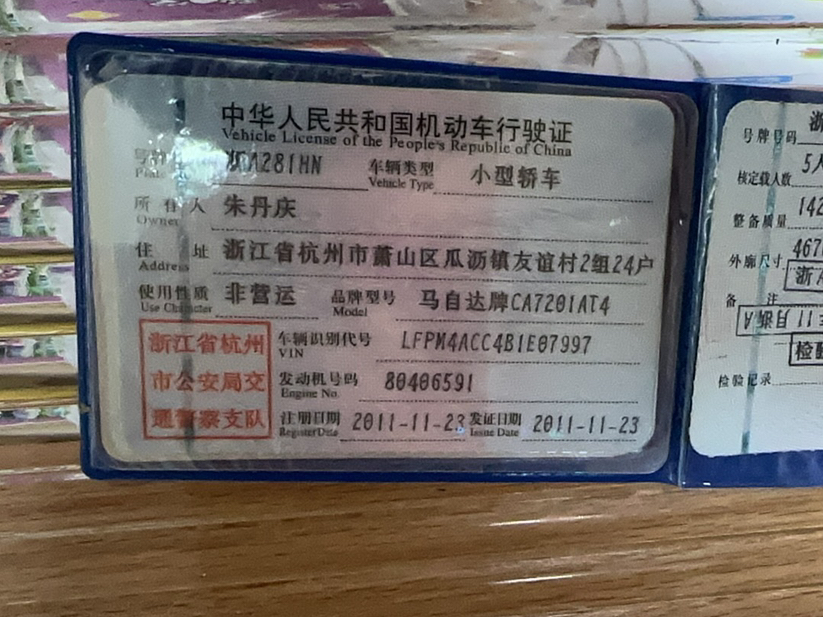 中华人民共和国机动车行驶证
Vehicle License of the People's Republic of China
浙A281HN 车辆类型 小型轿车
Plate Vehicle Type
所有人 朱丹庆
Owner
住址 浙江省杭州市萧山区瓜沥镇友谊村2组24户
Address
使用性质 非营运 品牌型号 马自达牌CA7201AT4
Use Character Model
浙江省杭州
市公安局交
通警察支队
车辆识别代号 LFPM4ACC4B1E07997
VIN
发动机号码 80406591
Engine No.
注册日期 2011-11-23 发证日期 2011-11-23
Register Date Issue Date
号牌号码 浙
核定载人数 5人
整备质量 142
外廓尺寸 467
浙A
备注
检验
检验记录